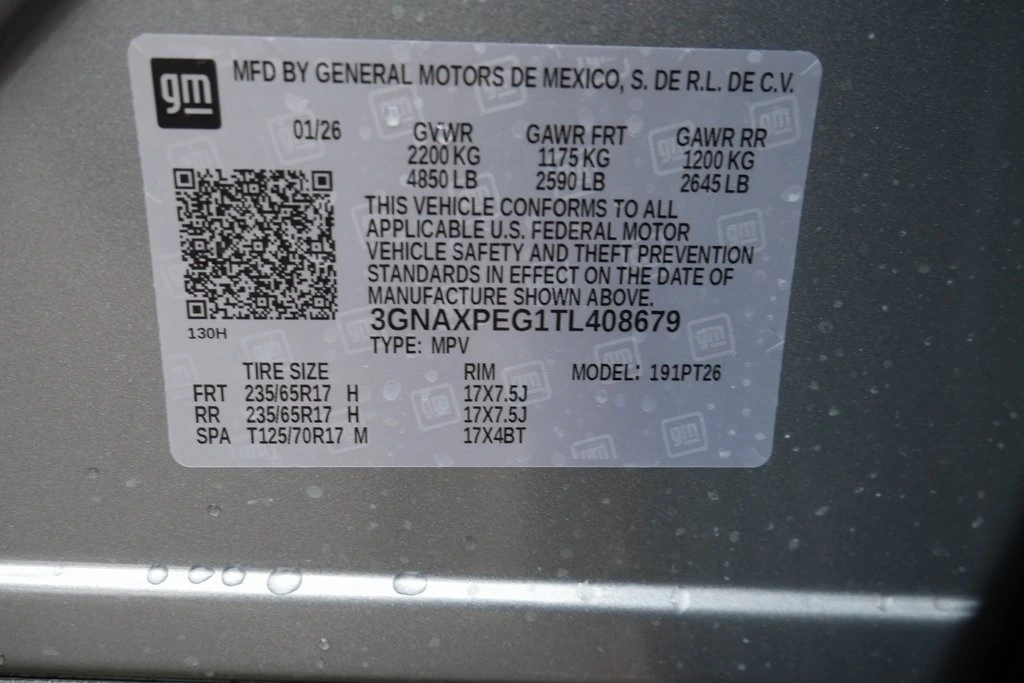 gm MFD BY GENERAL MOTORS DE MEXICO, S. DE R.L. DE C.V.
01/26 GVWR GAWR FRT GAWR RR
2200 KG 1175 KG 1200 KG
4850 LB 2590 LB 2645 LB
THIS VEHICLE CONFORMS TO ALL
APPLICABLE U.S. FEDERAL MOTOR
VEHICLE SAFETY AND THEFT PREVENTION
STANDARDS IN EFFECT ON THE DATE OF
MANUFACTURE SHOWN ABOVE.
3GNAXPEG1TL408679
130H
TYPE: MPV
TIRE SIZE RIM MODEL: 191PT26
FRT 235/65R17 H 17X7.5J
RR 235/65R17 H 17X7.5J
SPA T125/70R17 M 17X4BT